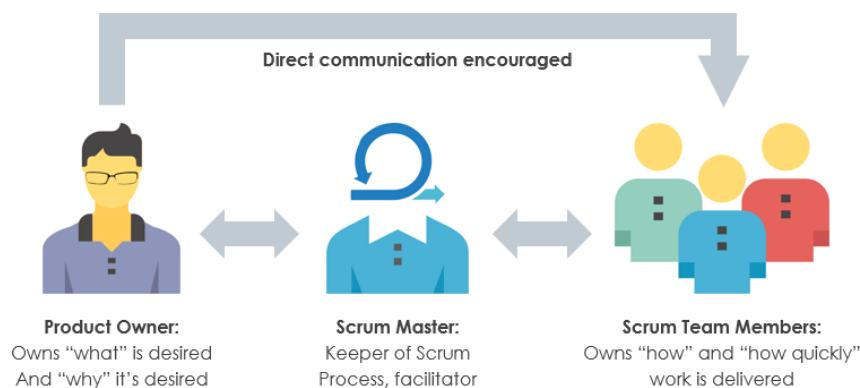 Direct communication encouraged
Product Owner:
Owns “what” is desired
And “why” it’s desired
Scrum Master:
Keeper of Scrum
Process, facilitator
Scrum Team Members:
Owns “how” and “how quickly”
work is delivered